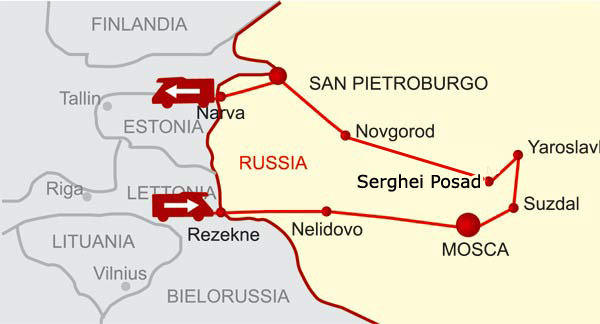 FINLANDIA
SAN PIETROBURGO
Tallin
Narva
ESTONIA
Novgorod
Yaroslavl
RUSSIA
Serghei Posad
Riga
LETTONIA
Suzdal
Rezekne
Nelidovo
MOSCA
LITUANIA
Vilnius
BIELORUSSIA